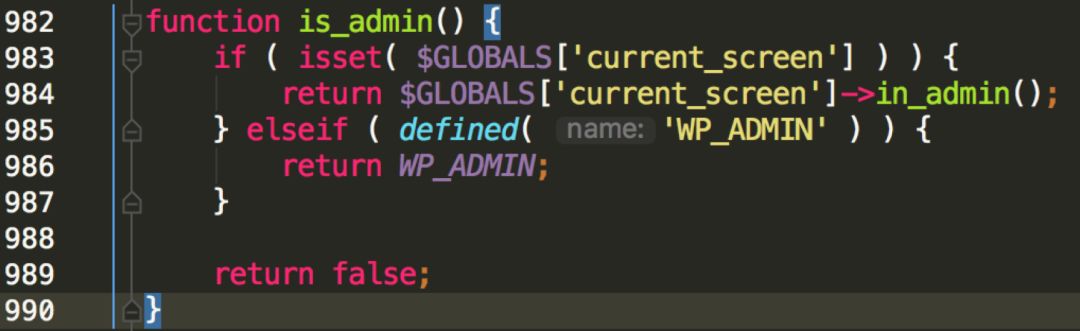 982 function is_admin() {
983     if ( isset( $GLOBALS['current_screen'] ) ) {
984         return $GLOBALS['current_screen']->in_admin();
985     } elseif ( defined( name: 'WP_ADMIN' ) ) {
986         return WP_ADMIN;
987     }
988
989     return false;
990 }